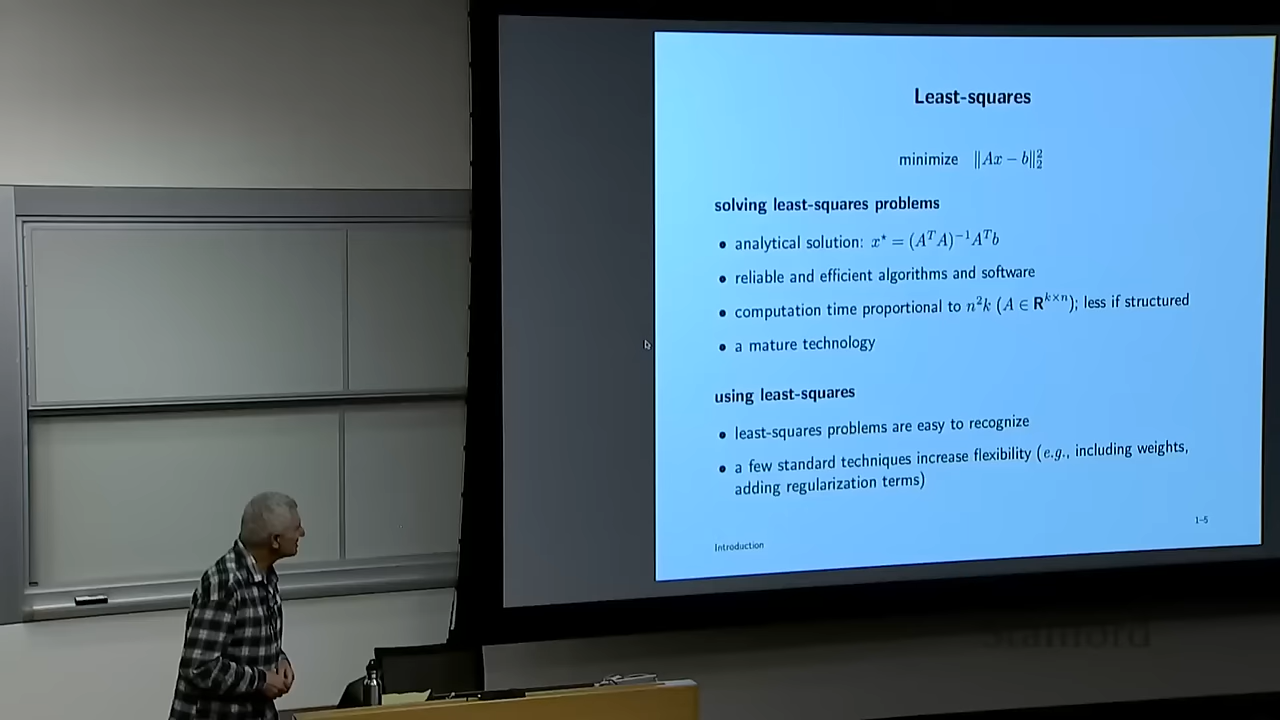 Least-squares
minimize ‖Ax − b‖₂²
solving least-squares problems
• analytical solution: x⋆ = (AᵀA)⁻¹Aᵀb
• reliable and efficient algorithms and software
• computation time proportional to n²k (A ∈ R^{k×n}); less if structured
• a mature technology
using least-squares
• least-squares problems are easy to recognize
• a few standard techniques increase flexibility (e.g., including weights,
adding regularization terms)
Introduction
1–5
Stanford